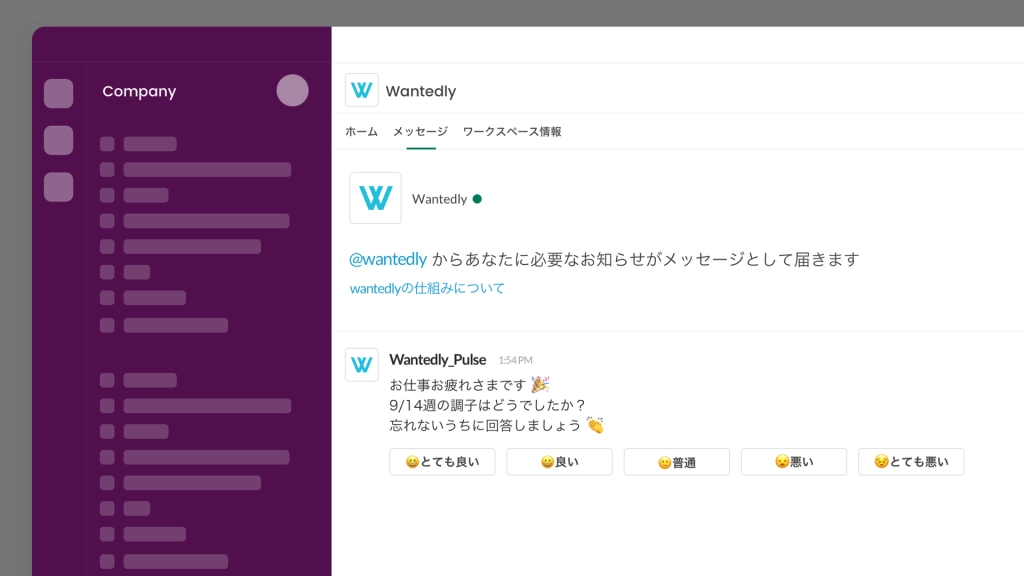 Company
Wantedly
ホーム メッセージ ワークスペース情報
Wantedly
@wantedly からあなたに必要なお知らせがメッセージとして届きます
wantedlyの仕組みについて
Wantedly_Pulse 1:54 PM
お仕事お疲れさまです 🎉
9/14週の調子はどうでしたか？
忘れないうちに回答しましょう 👏
😆とても良い 😀良い 🙂普通 😦悪い 😣とても悪い